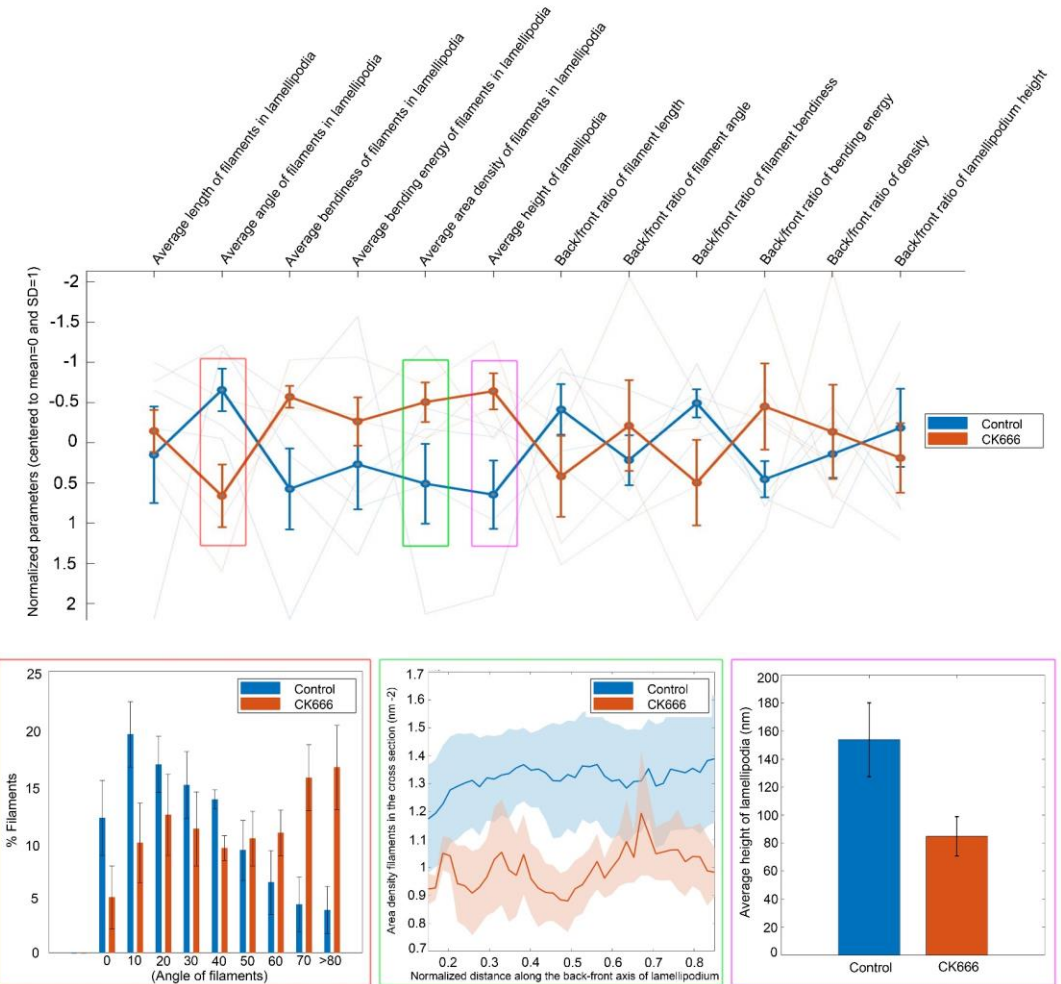 Average length of filaments in lamellipodia
Average angle of filaments in lamellipodia
Average bendiness of filaments in lamellipodia
Average bending energy of filaments in lamellipodia
Average area density of filaments in lamellipodia
Average height of lamellipodia
Back/front ratio of filament length
Back/front ratio of filament angle
Back/front ratio of filament bendiness
Back/front ratio of bending energy
Back/front ratio of density
Back/front ratio of lamellipodium height
Normalized parameters (centered to mean=0 and SD=1)
-2
-1.5
-1
-0.5
0
0.5
1
1.5
2
Control
CK666
% Filaments
25
20
15
10
5
0
Control
CK666
0 10 20 30 40 50 60 70 >80
(Angle of filaments)
Area density filaments in the cross section (nm -2)
1.7
1.6
1.5
1.4
1.3
1.2
1.1
1
0.9
0.8
0.7
Control
CK666
0.2 0.3 0.4 0.5 0.6 0.7 0.8
Normalized distance along the back-front axis of lamellipodium
Average height of lamellipodia (nm)
200
180
160
140
120
100
80
60
40
20
0
Control CK666